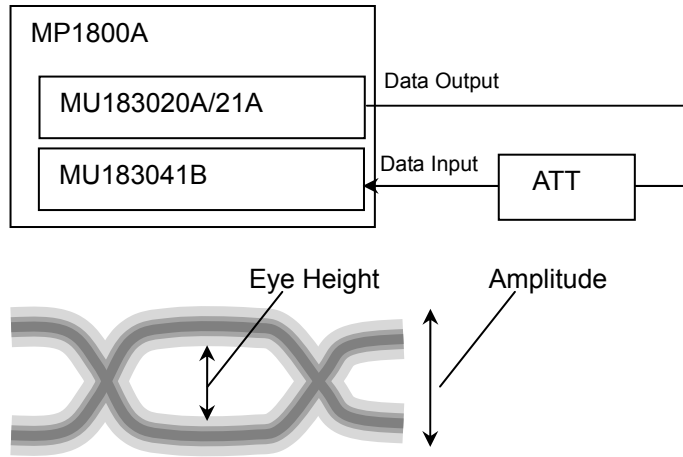 MP1800A
MU183020A/21A
Data Output
MU183041B
Data Input
ATT
Eye Height
Amplitude